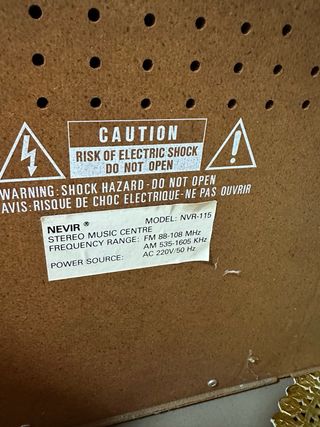 CAUTION
RISK OF ELECTRIC SHOCK
DO NOT OPEN
WARNING: SHOCK HAZARD - DO NOT OPEN
AVIS: RISQUE DE CHOC ELECTRIQUE - NE PAS OUVRIR
NEVIR ® MODEL: NVR-115
STEREO MUSIC CENTRE
FREQUENCY RANGE: FM 88-108 MHz
AM 535-1605 KHz
POWER SOURCE: AC 220V/50 Hz